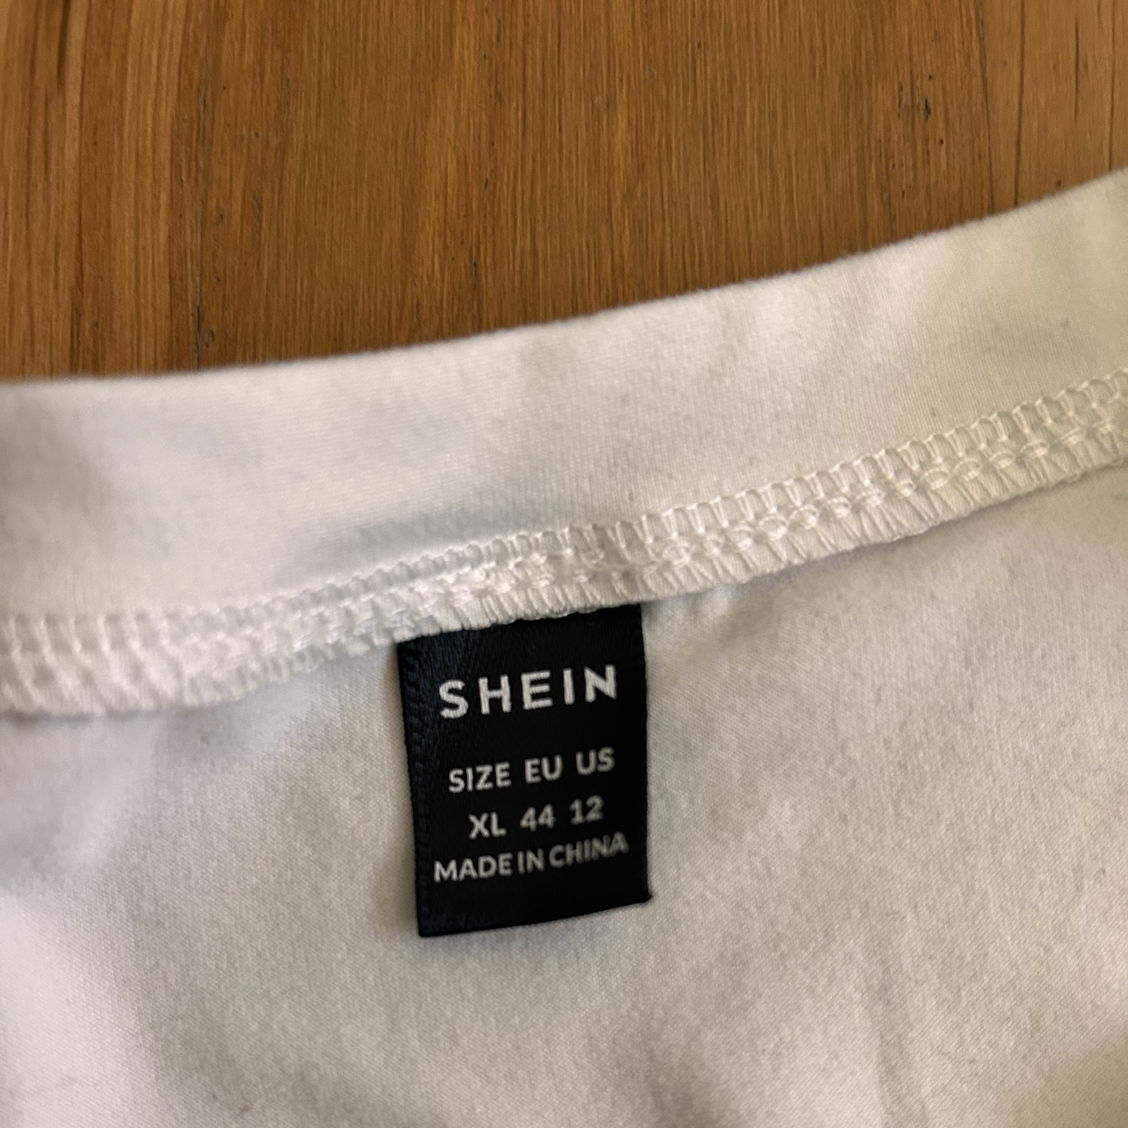 SHEIN
SIZE EU US
XL 44 12
MADE IN CHINA